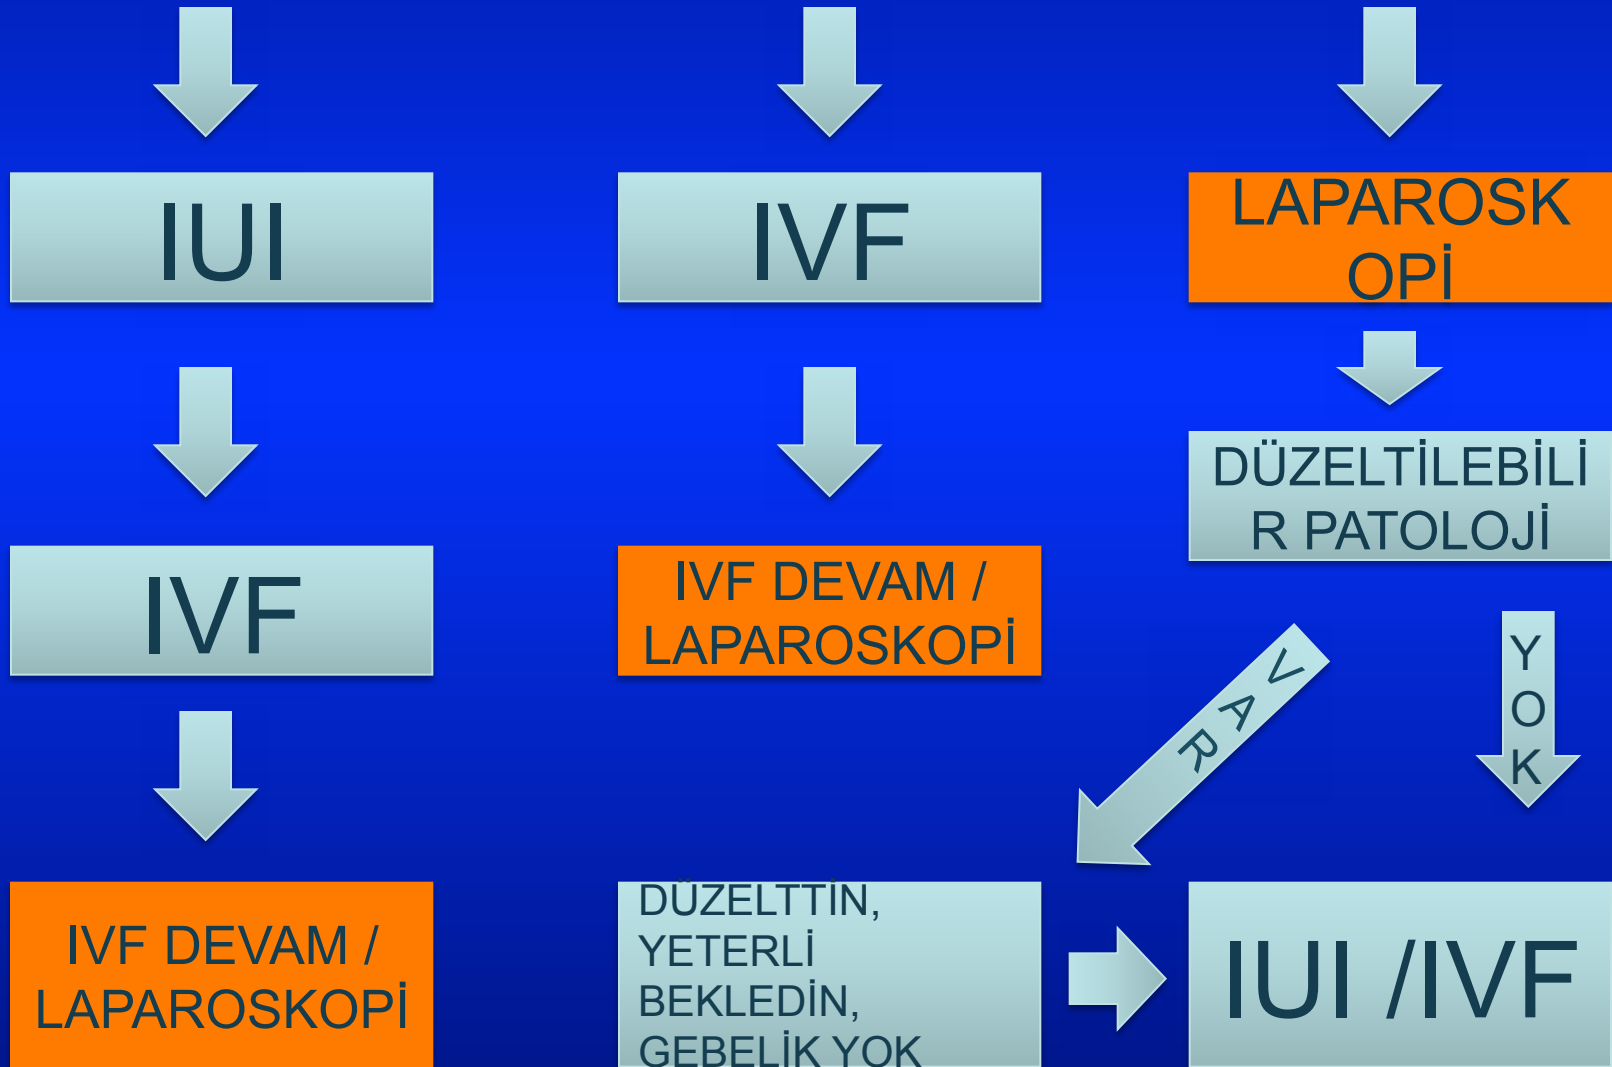 IUI
IVF
LAPAROSK
OPİ
DÜZELTİLEBİLİ
R PATOLOJİ
IVF
IVF DEVAM /
LAPAROSKOPİ
VAR
YOK
IVF DEVAM /
LAPAROSKOPİ
DÜZELTTİN,
YETERLİ
BEKLEDİN,
GEBELİK YOK
IUI /IVF